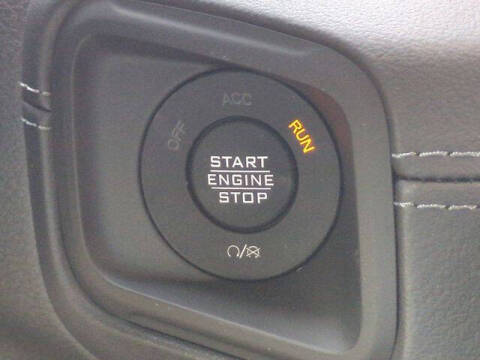 OFF
ACC
RUN
START
ENGINE
STOP